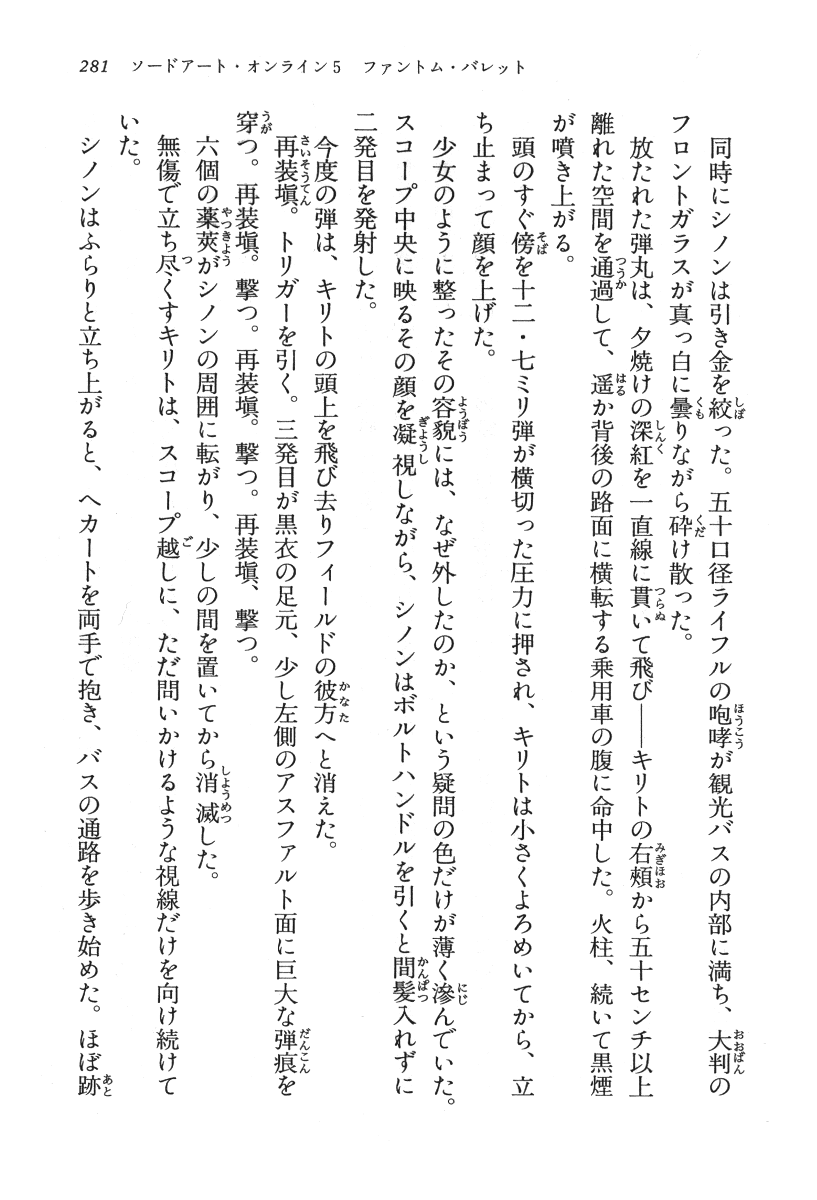 281 ソードアート・オンライン5 ファントム・バレット
同時にシノンは引き金を絞った。五十口径ライフルの咆哮が観光バスの内部に満ち、大判の
フロントガラスが真っ白に曇りながら砕け散った。
放たれた弾丸は、夕焼けの深紅を一直線に貫いて飛び――キリトの右頰から五十センチ以上
離れた空間を通過して、遥か背後の路面に横転する乗用車の腹に命中した。火柱、続いて黒煙
が噴き上がる。
頭のすぐ傍を十二・七ミリ弾が横切った圧力に押され、キリトは小さくよろめいてから、立
ち止まって顔を上げた。
少女のように整ったその容貌には、なぜ外したのか、という疑問の色だけが薄く滲んでいた。
スコープ中央に映るその顔を凝視しながら、シノンはボルトハンドルを引くと間髪入れずに
二発目を発射した。
今度の弾は、キリトの頭上を飛び去りフィールドの彼方へと消えた。
再装塡。トリガーを引く。三発目が黒衣の足元、少し左側のアスファルト面に巨大な弾痕を
穿つ。再装塡。撃つ。再装塡。撃つ。再装塡、撃つ。
六個の薬莢がシノンの周囲に転がり、少しの間を置いてから消滅した。
無傷で立ち尽くすキリトは、スコープ越しに、ただ問いかけるような視線だけを向け続けて
いた。
シノンはふらりと立ち上がると、ヘカートを両手で抱き、バスの通路を歩き始めた。ほぼ跡